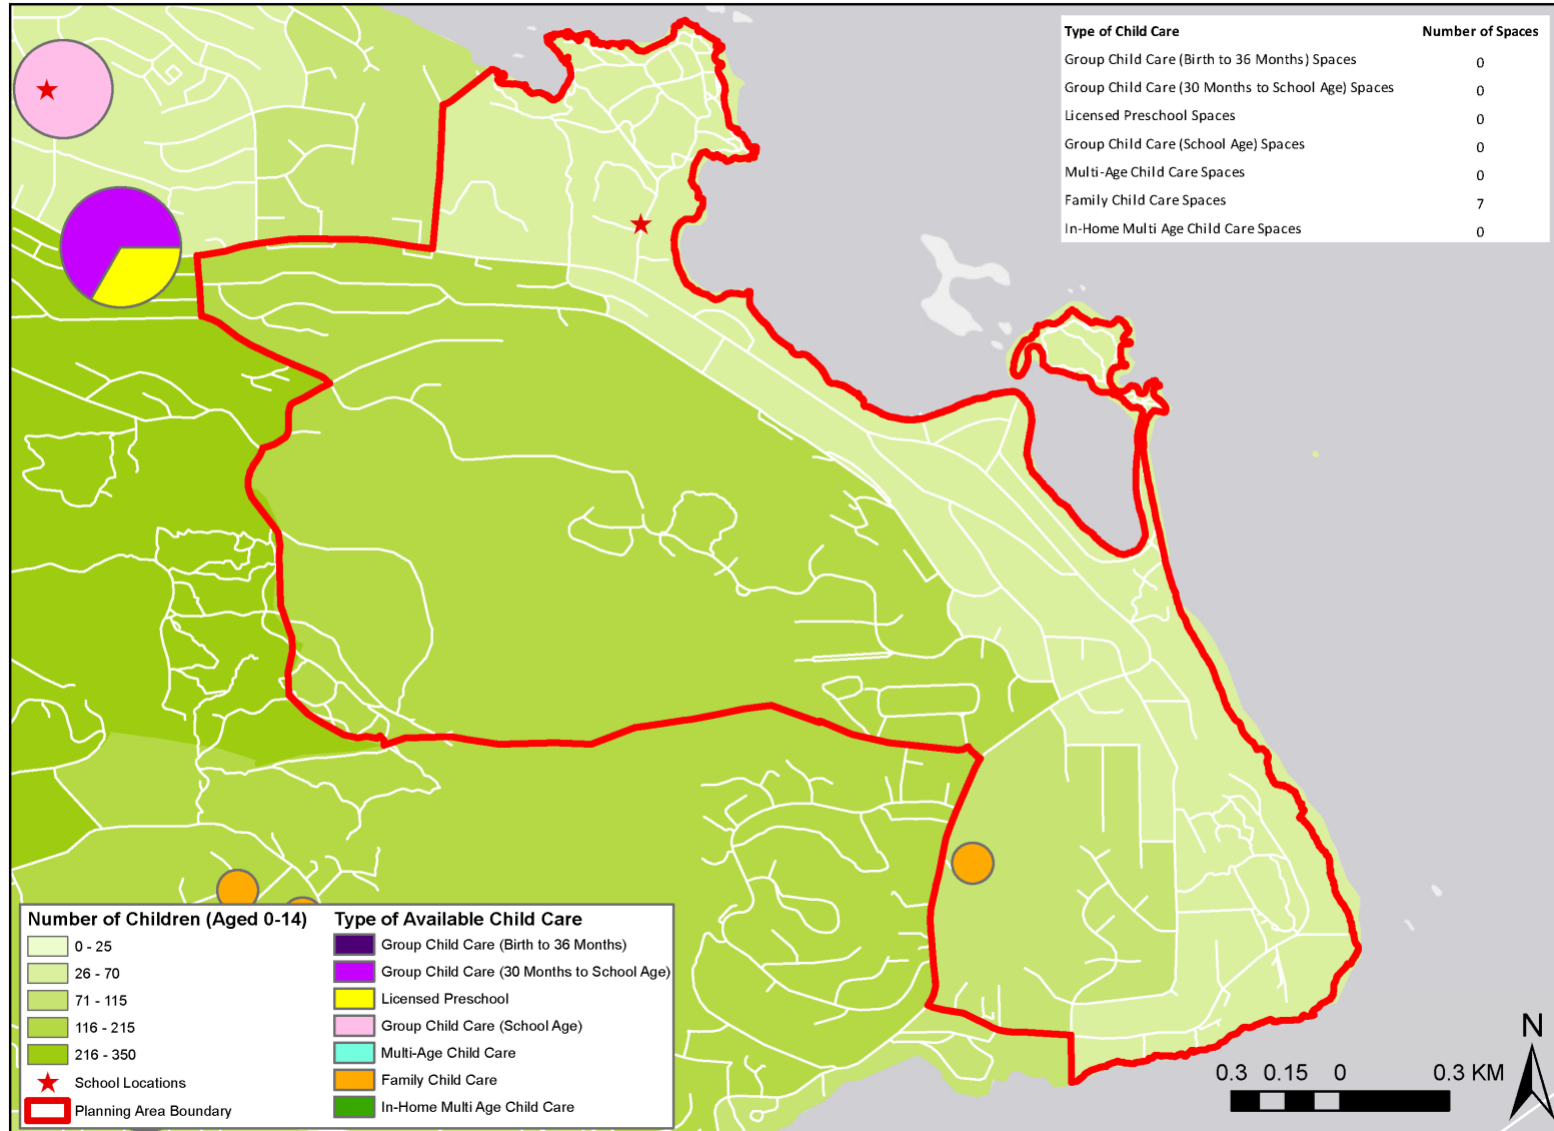 Type of Child Care Number of Spaces
Group Child Care (Birth to 36 Months) Spaces 0
Group Child Care (30 Months to School Age) Spaces 0
Licensed Preschool Spaces 0
Group Child Care (School Age) Spaces 0
Multi-Age Child Care Spaces 0
Family Child Care Spaces 7
In-Home Multi Age Child Care Spaces 0
Number of Children (Aged 0-14)
0 - 25
26 - 70
71 - 115
116 - 215
216 - 350
School Locations
Planning Area Boundary
Type of Available Child Care
Group Child Care (Birth to 36 Months)
Group Child Care (30 Months to School Age)
Licensed Preschool
Group Child Care (School Age)
Multi-Age Child Care
Family Child Care
In-Home Multi Age Child Care
0.3 0.15 0 0.3 KM
N